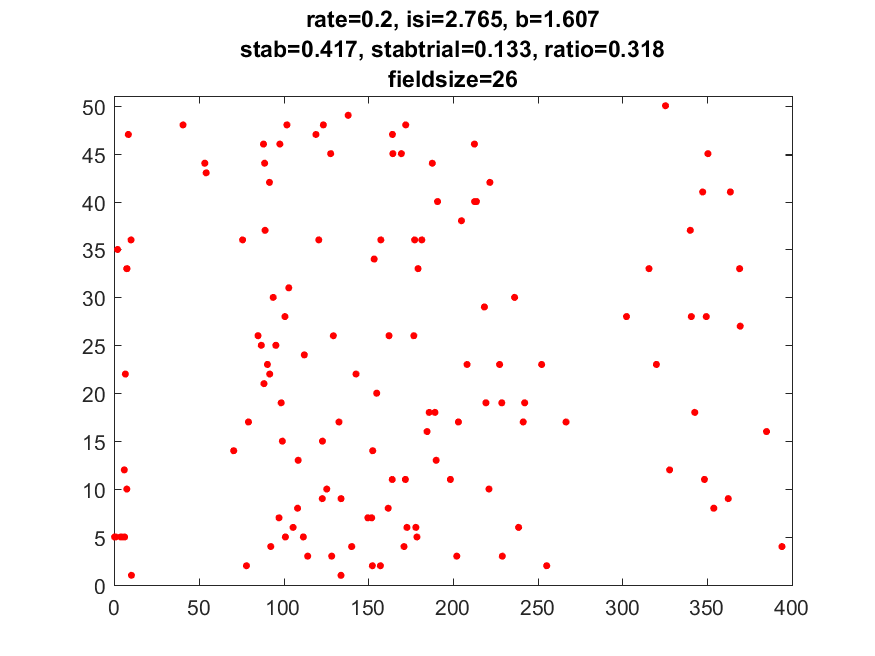 rate=0.2, isi=2.765, b=1.607
stab=0.417, stabtrial=0.133, ratio=0.318
fieldsize=26
50
45
40
35
30
25
20
15
10
5
0
0 50 100 150 200 250 300 350 400